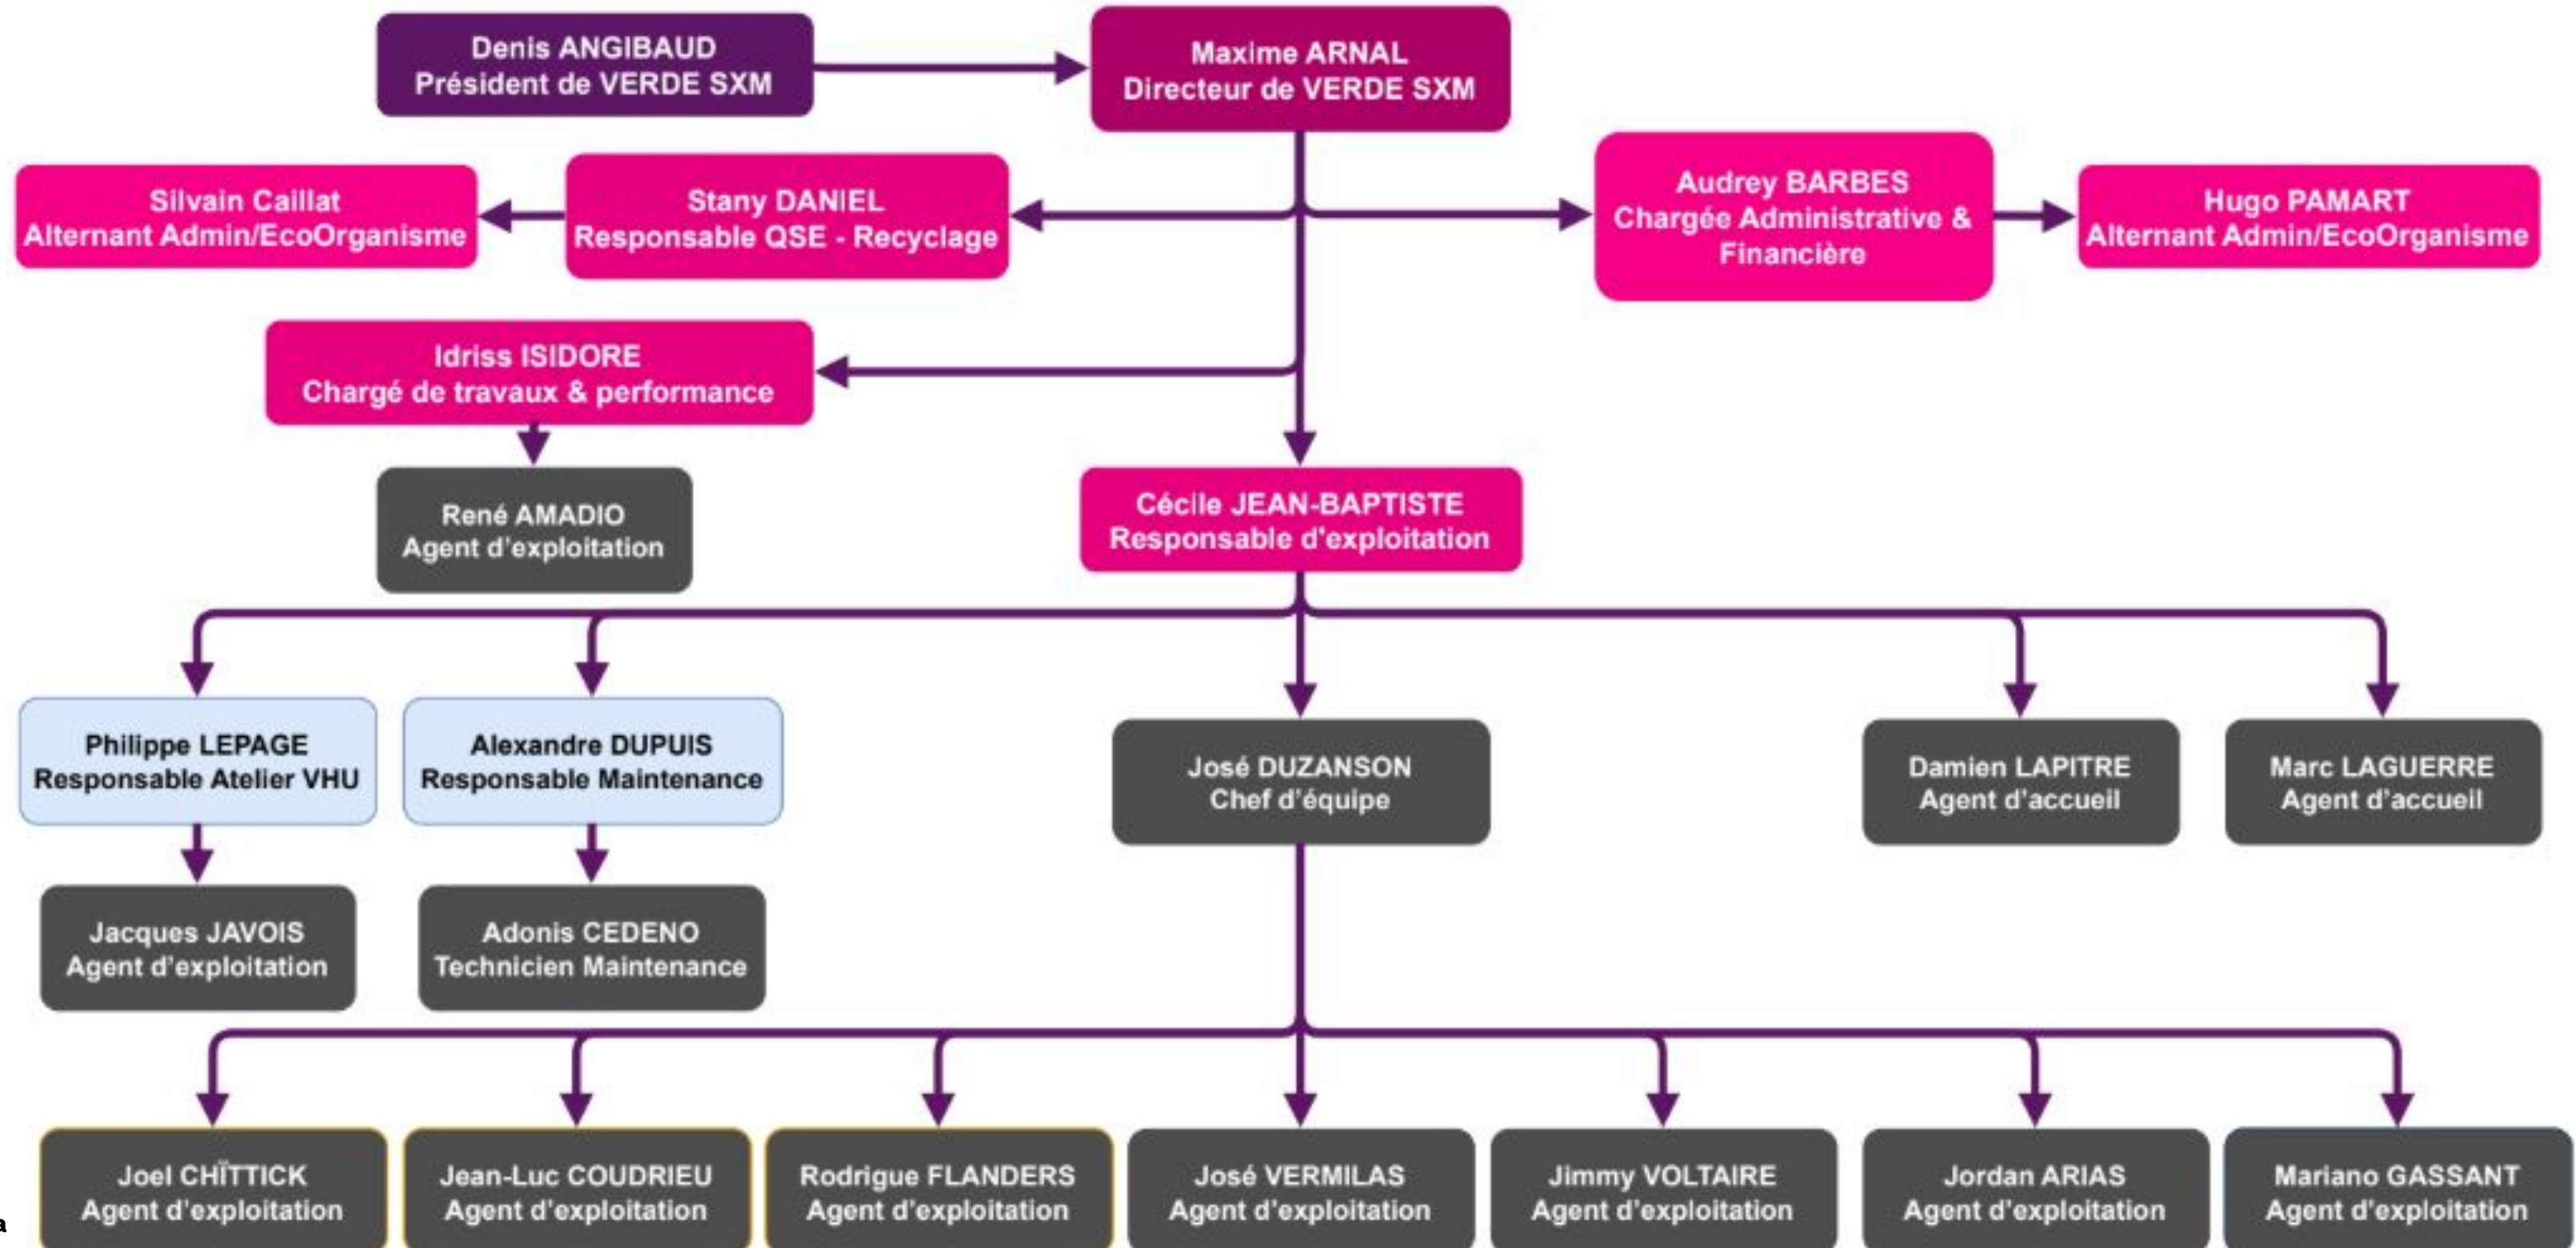 Denis ANGIBAUD
Président de VERDE SXM
Maxime ARNAL
Directeur de VERDE SXM
Silvain Caillat
Alternant Admin/EcoOrganisme
Stany DANIEL
Responsable QSE - Recyclage
Audrey BARBES
Chargée Administrative &
Financière
Hugo PAMART
Alternant Admin/EcoOrganisme
Idriss ISIDORE
Chargé de travaux & performance
René AMADIO
Agent d'exploitation
Cécile JEAN-BAPTISTE
Responsable d'exploitation
Philippe LEPAGE
Responsable Atelier VHU
Alexandre DUPUIS
Responsable Maintenance
José DUZANSON
Chef d'équipe
Damien LAPITRE
Agent d'accueil
Marc LAGUERRE
Agent d'accueil
Jacques JAVOIS
Agent d'exploitation
Adonis CEDENO
Technicien Maintenance
Joel CHÏTTICK
Agent d'exploitation
Jean-Luc COUDRIEU
Agent d'exploitation
Rodrigue FLANDERS
Agent d'exploitation
José VERMILAS
Agent d'exploitation
Jimmy VOLTAIRE
Agent d'exploitation
Jordan ARIAS
Agent d'exploitation
Mariano GASSANT
Agent d'exploitation
a